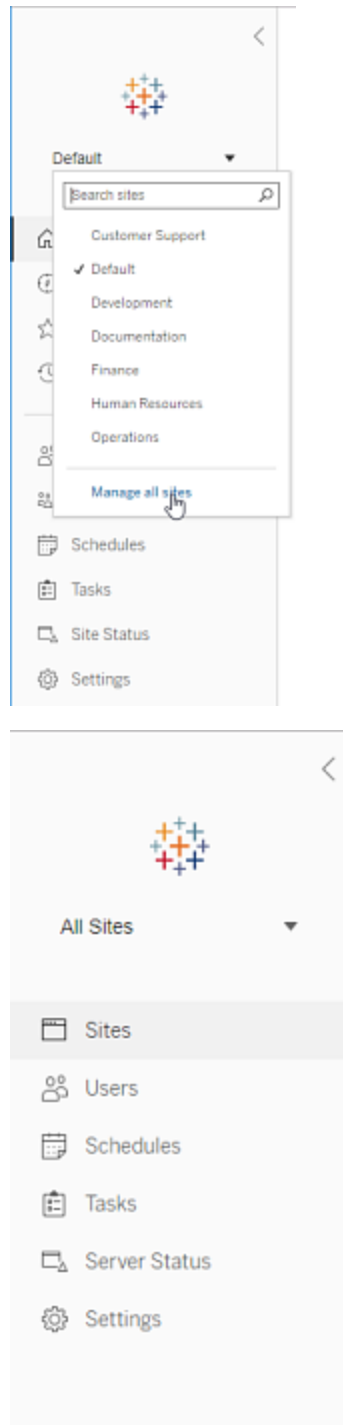 Default
Search sites
Customer Support
Default
Development
Documentation
Finance
Human Resources
Operations
Manage all sites
Schedules
Tasks
Site Status
Settings
All Sites
Sites
Users
Schedules
Tasks
Server Status
Settings